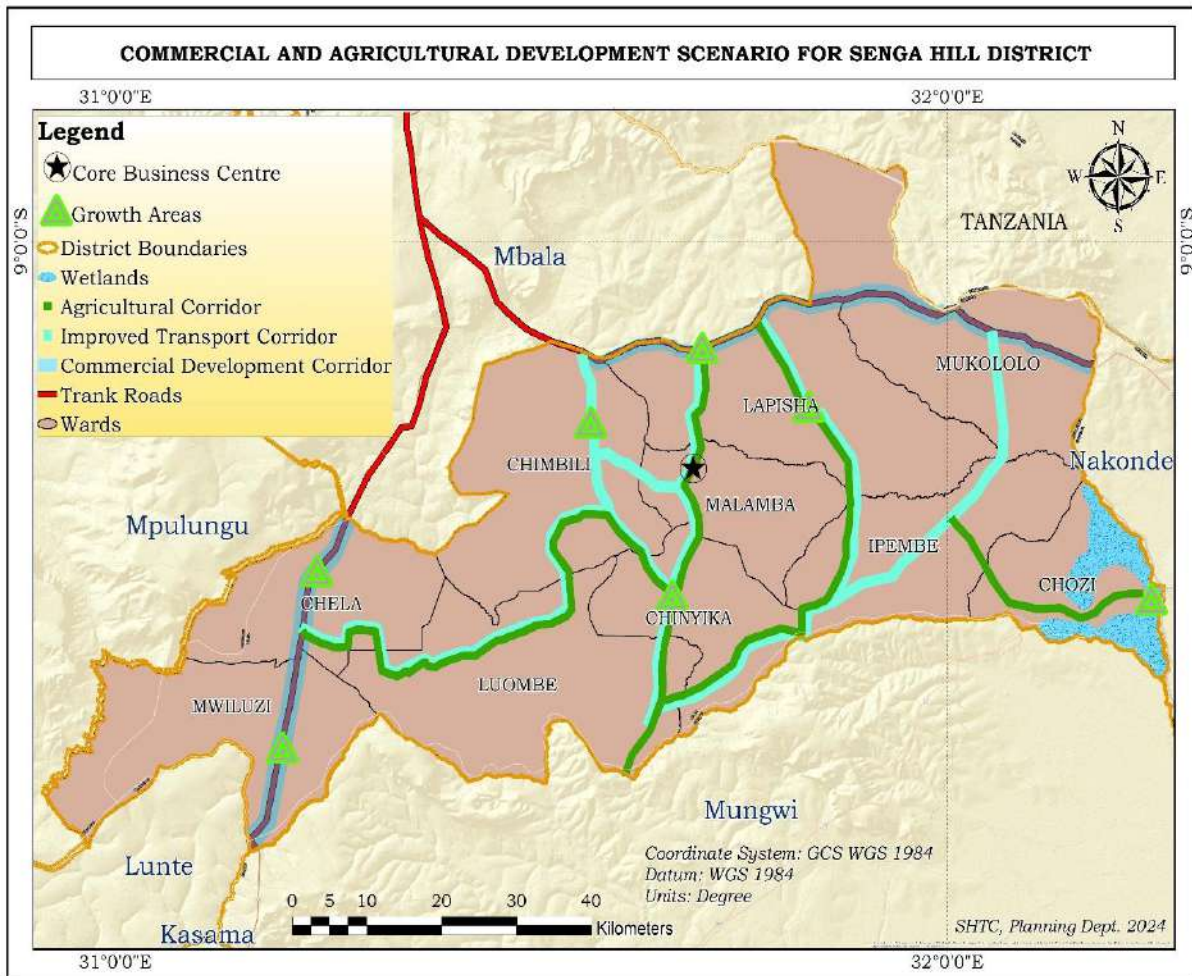 COMMERCIAL AND AGRICULTURAL DEVELOPMENT SCENARIO FOR SENGA HILL DISTRICT
31°0'0"E
32°0'0"E
Legend
Core Business Centre
Growth Areas
District Boundaries
Wetlands
Agricultural Corridor
Improved Transport Corridor
Commercial Development Corridor
Trank Roads
Wards
N
W
E
S
9°0'0"S
9°0'0"S
TANZANIA
Mbala
MUKOLOLO
LAPISHA
Nakonde
CHIMBILI
MALAMBA
Mpulungu
IPEMBE
CHOZI
CHELA
CHINYIKA
LUOMBE
MWILUZI
Mungwi
Lunte
Kasama
Coordinate System: GCS WGS 1984
Datum: WGS 1984
Units: Degree
0 5 10 20 30 40
Kilometers
SHTC, Planning Dept. 2024
31°0'0"E
32°0'0"E